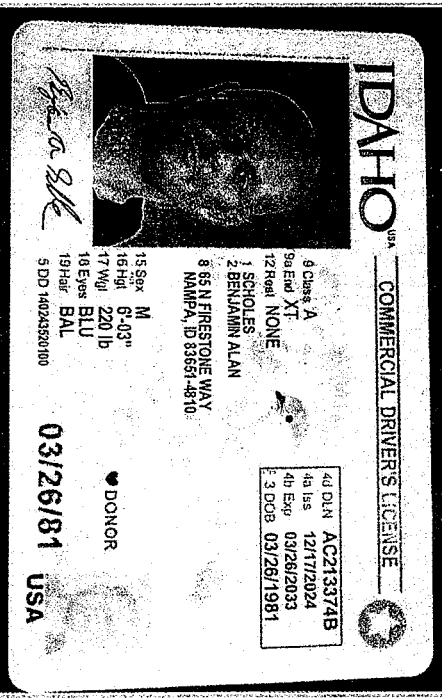 IDAHO USA
COMMERCIAL DRIVER'S LICENSE
9 Class A
9a End XT
12 Rest NONE
1 SCHOLES
2 BENJAMIN ALAN
8 65 N FIRESTONE WAY
NAMPA, ID 83651-4810
4d DLN AC213374B
4a Iss 12/17/2024
4b Exp 03/26/2033
3 DOB 03/26/1981
15 Sex M
16 Hgt 6'-03"
17 Wgt 220 lb
18 Eyes BLU
19 Hair BAL
5 DD 140243520100
DONOR
03/26/81 USA